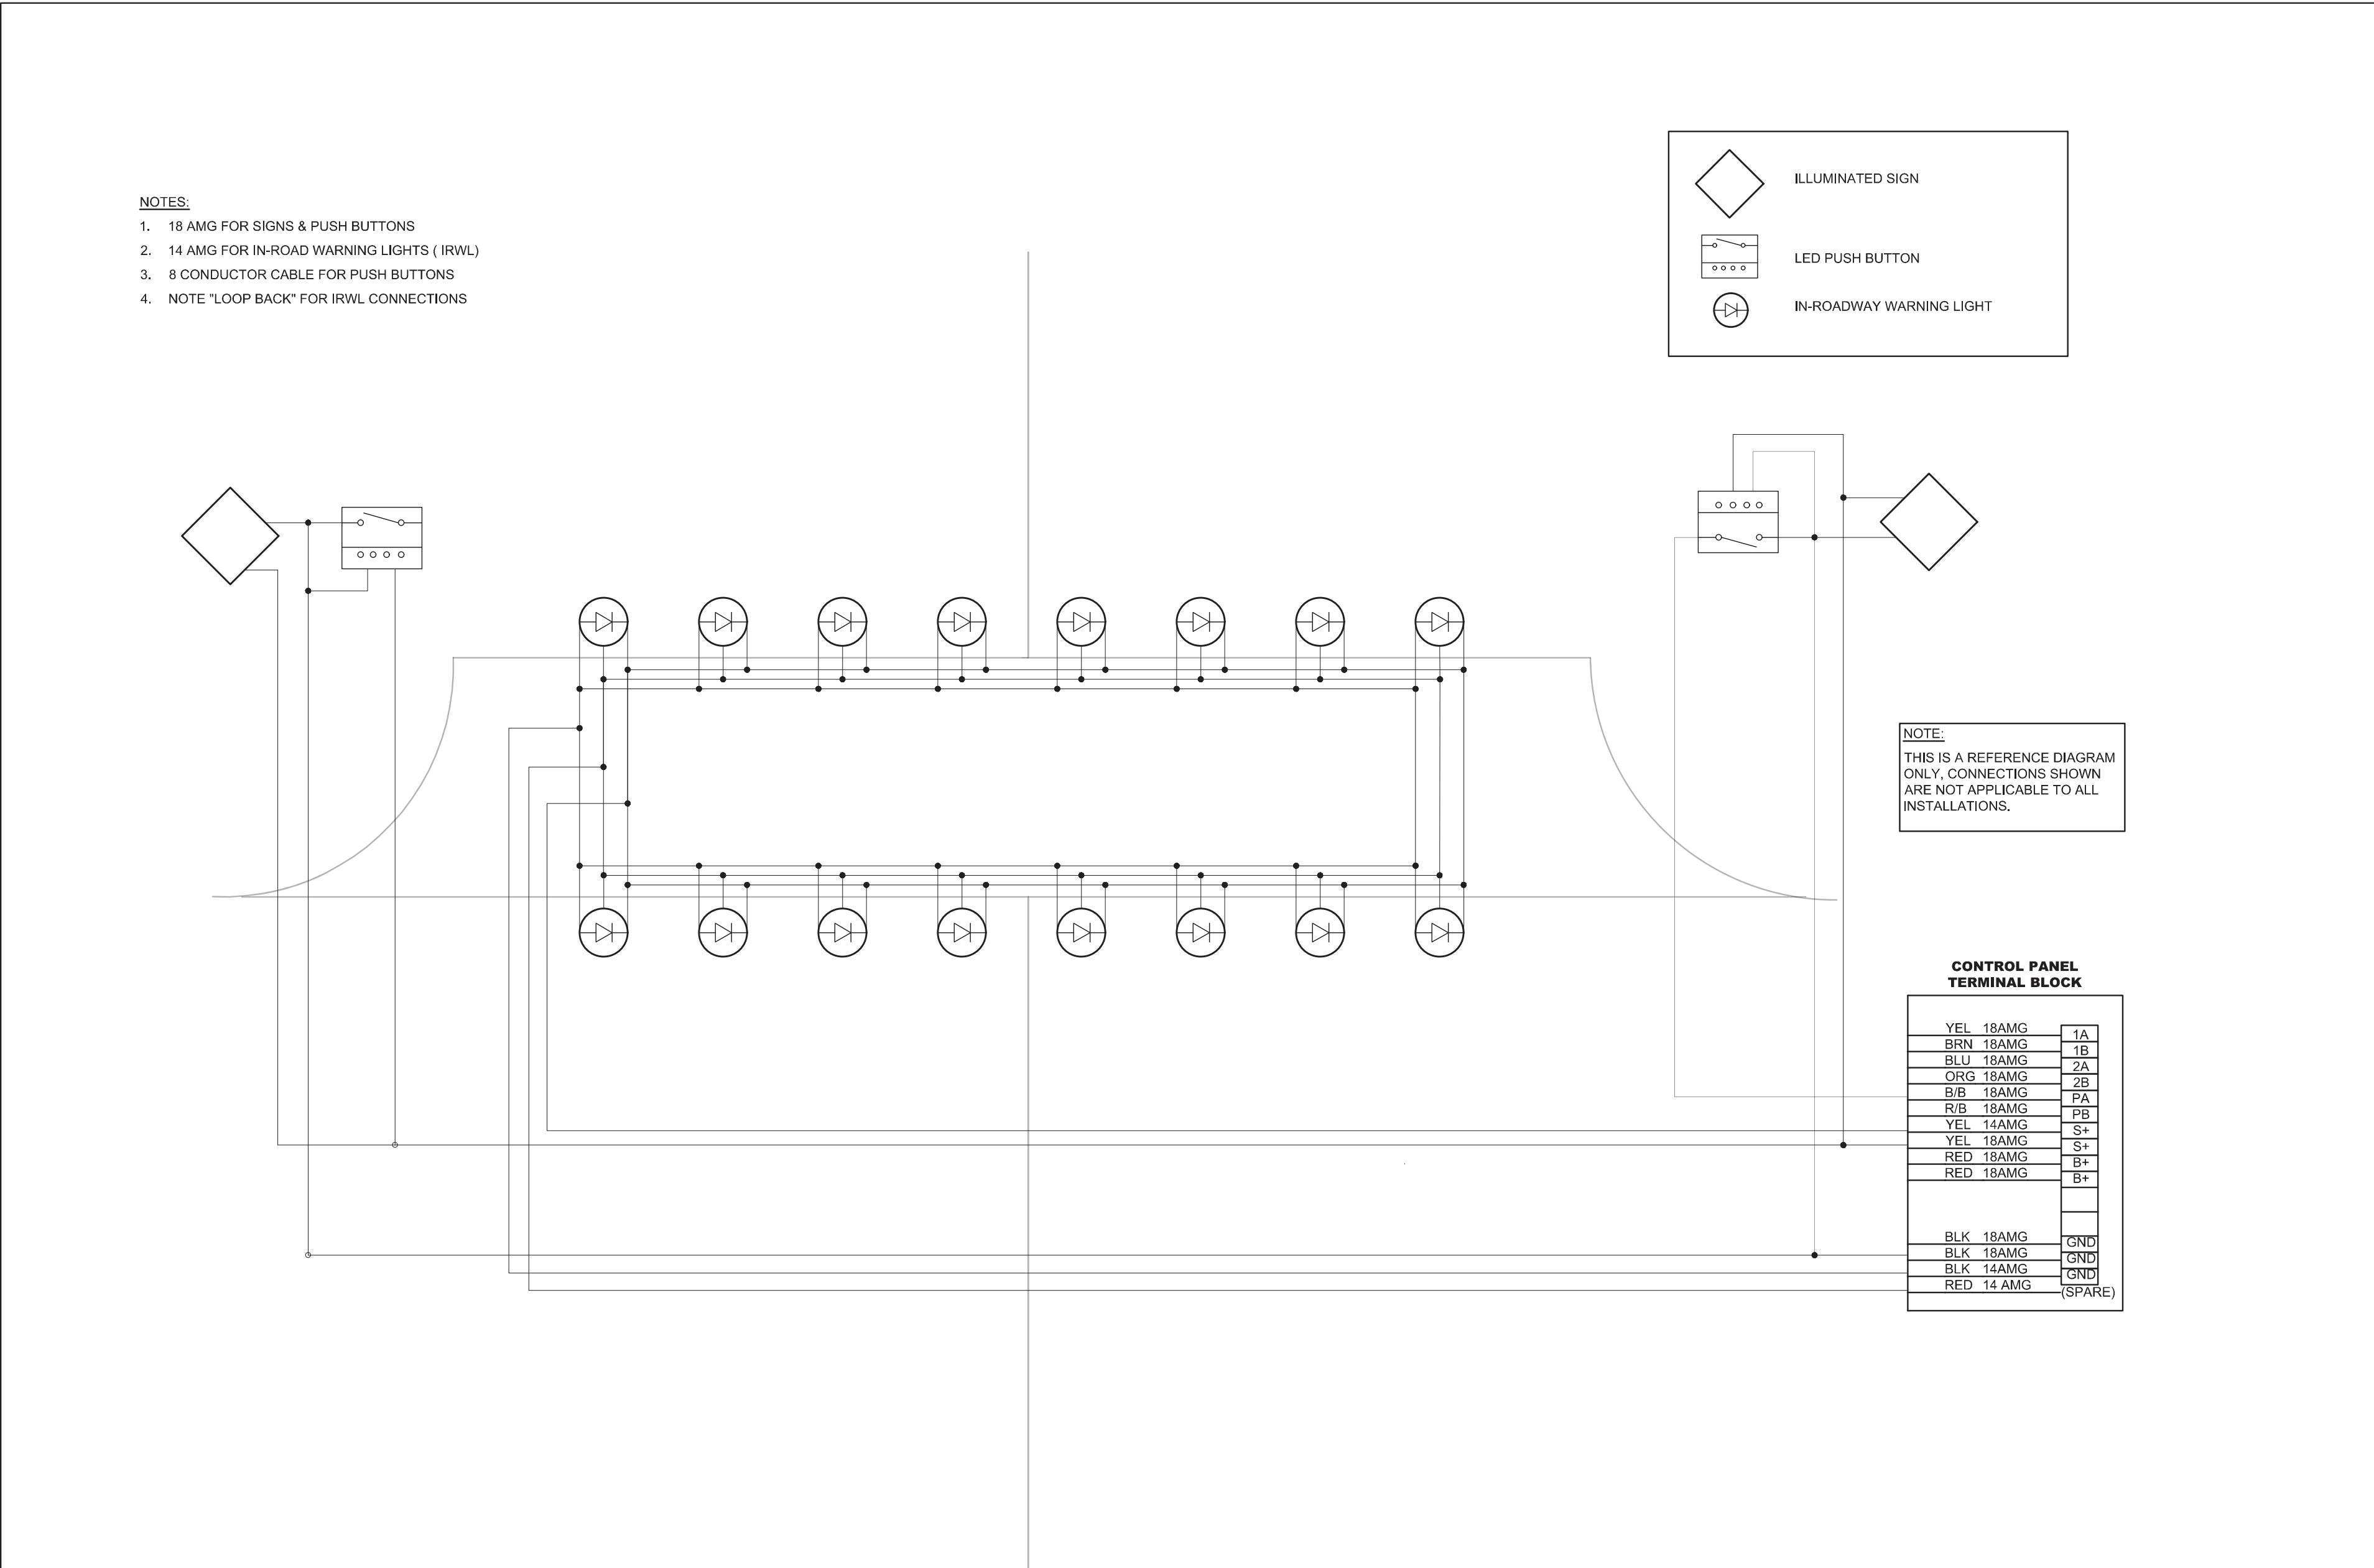 NOTES:
1. 18 AMG FOR SIGNS & PUSH BUTTONS
2. 14 AMG FOR IN-ROAD WARNING LIGHTS ( IRWL)
3. 8 CONDUCTOR CABLE FOR PUSH BUTTONS
4. NOTE "LOOP BACK" FOR IRWL CONNECTIONS
ILLUMINATED SIGN
LED PUSH BUTTON
IN-ROADWAY WARNING LIGHT
NOTE:
THIS IS A REFERENCE DIAGRAM
ONLY, CONNECTIONS SHOWN
ARE NOT APPLICABLE TO ALL
INSTALLATIONS.
CONTROL PANEL
TERMINAL BLOCK
YEL 18AMG 1A
BRN 18AMG 1B
BLU 18AMG 2A
ORG 18AMG 2B
B/B 18AMG PA
R/B 18AMG PB
YEL 14AMG S+
YEL 18AMG S+
RED 18AMG B+
RED 18AMG B+
BLK 18AMG GND
BLK 18AMG GND
BLK 14AMG GND
RED 14 AMG (SPARE)